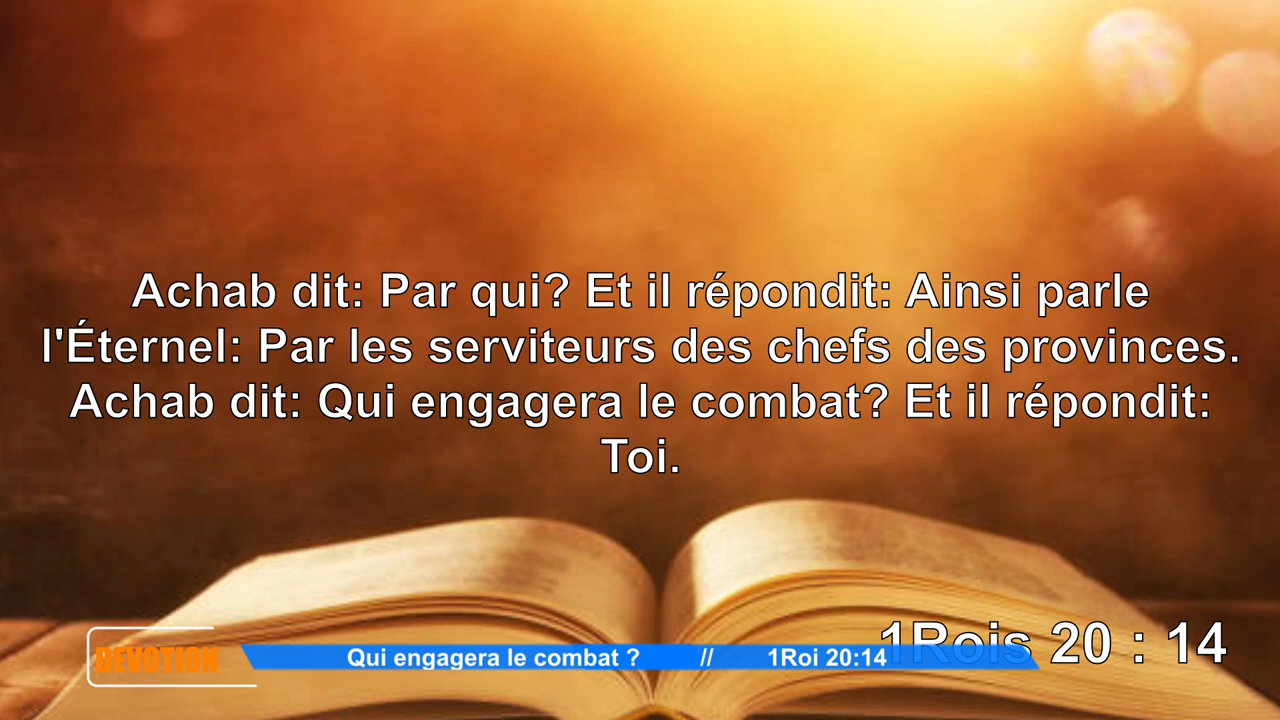 Achab dit: Par qui? Et il répondit: Ainsi parle
l'Éternel: Par les serviteurs des chefs des provinces.
Achab dit: Qui engagera le combat? Et il répondit:
Toi.
1Rois 20 : 14
DEVOTION
Qui engagera le combat ? // 1Roi 20:14